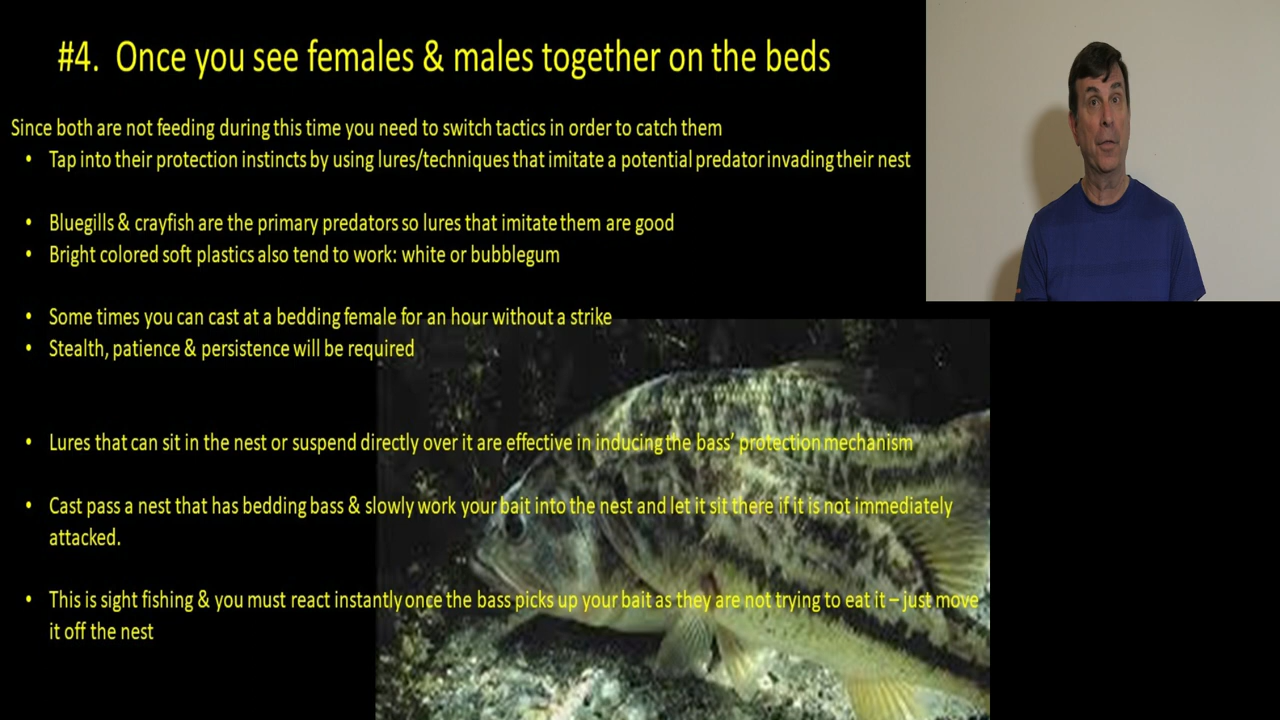 #4. Once you see females & males together on the beds
Since both are not feeding during this time you need to switch tactics in order to catch them
• Tap into their protection instincts by using lures/techniques that imitate a potential predator invading their nest
• Bluegills & crayfish are the primary predators so lures that imitate them are good
• Bright colored soft plastics also tend to work: white or bubblegum
• Some times you can cast at a bedding female for an hour without a strike
• Stealth, patience & persistence will be required
• Lures that can sit in the nest or suspend directly over it are effective in inducing the bass' protection mechanism
• Cast pass a nest that has bedding bass & slowly work your bait into the nest and let it sit there if it is not immediately
attacked.
• This is sight fishing & you must react instantly once the bass picks up your bait as they are not trying to eat it – just move
it off the nest